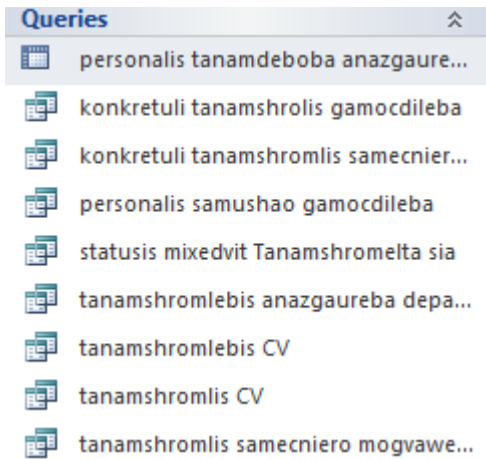 Queries
personalis tanamdeboba anazgaure...
konkretuli tanamshrolis gamocdileba
konkretuli tanamshromlis samecnier...
personalis samushao gamocdileba
statusis mixedvit Tanamshromelta sia
tanamshromlebis anazgaureba depa...
tanamshromlebis CV
tanamshromlis CV
tanamshromlis samecniero mogvawe...